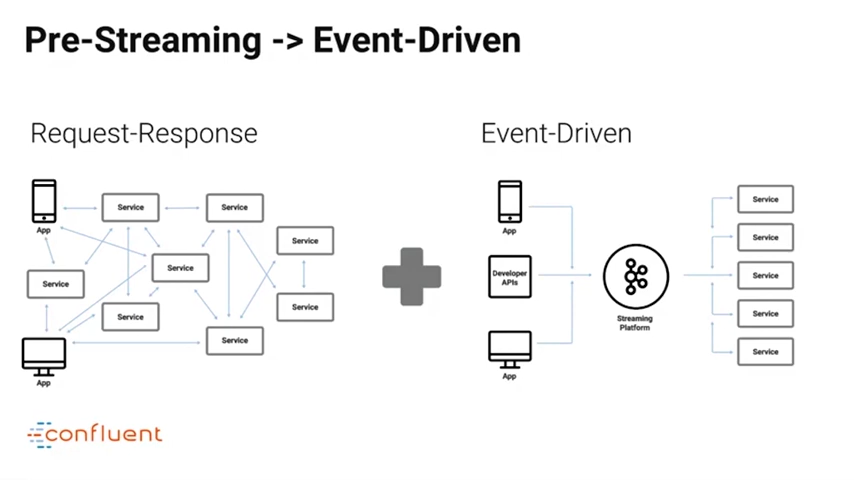 Pre-Streaming -> Event-Driven
Request-Response
Event-Driven
App
Service
Service
Service
Service
Service
Service
Service
Service
App
App
Developer
APIs
App
Streaming
Platform
Service
Service
Service
Service
Service
confluent